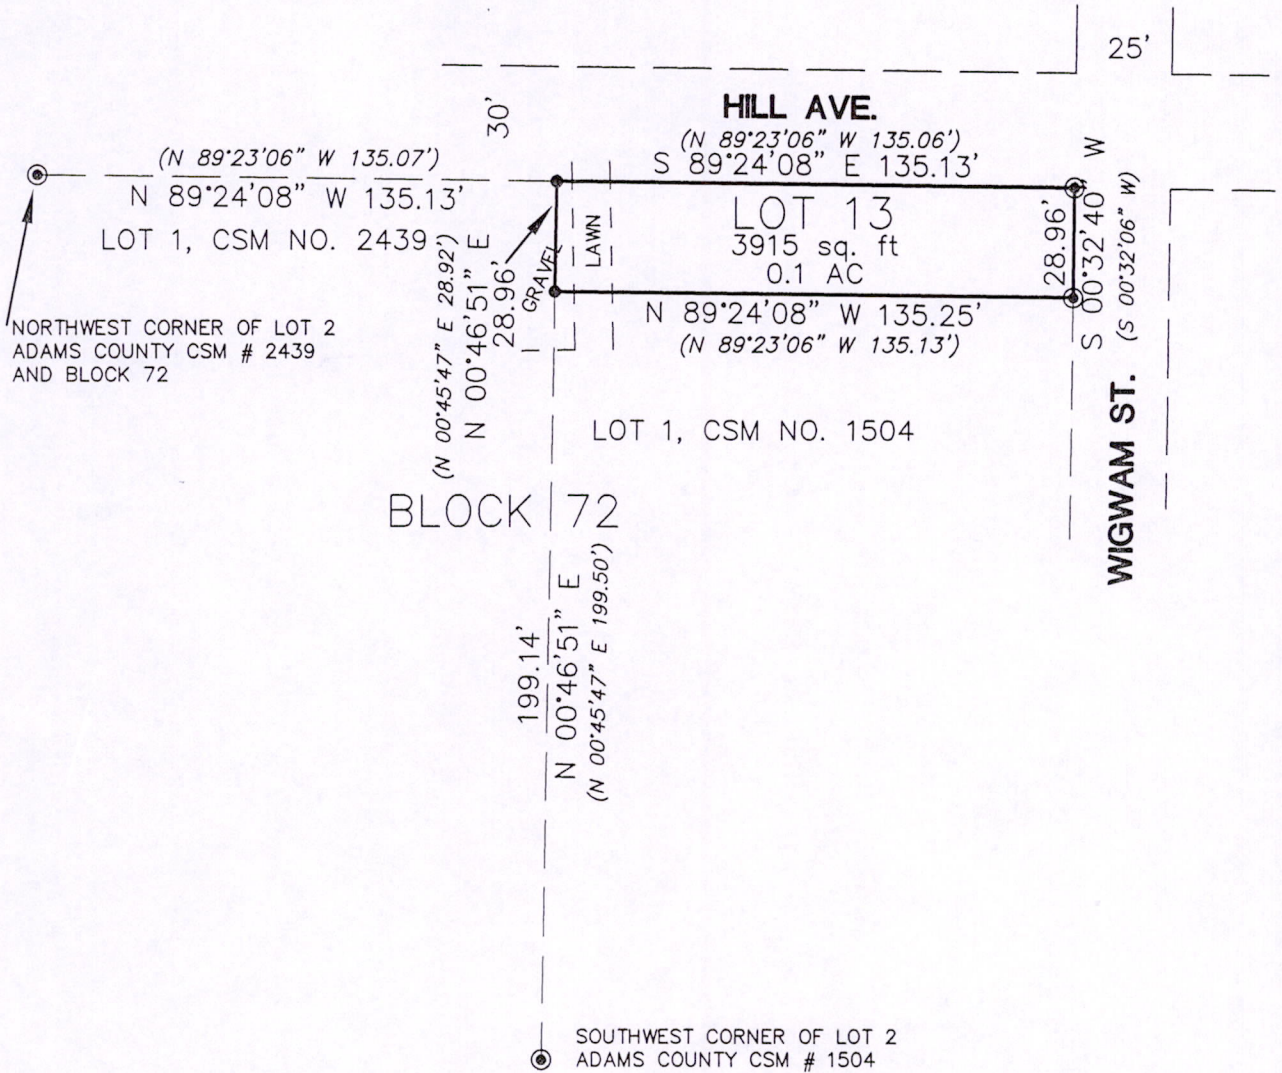 25'
HILL AVE.
30'
(N 89°23'06" W 135.06')
S 89°24'08" E 135.13'
(N 89°23'06" W 135.07')
N 89°24'08" W 135.13'
LOT 1, CSM NO. 2439
LOT 13
3915 sq. ft
0.1 AC
LAWN
GRAVEL
28.96'
S 00°32'40 W
(S 00°32'06" W)
N 89°24'08" W 135.25'
(N 89°23'06" W 135.13')
(N 00°45'47" E 28.92')
N 00°46'51" E
28.96'
NORTHWEST CORNER OF LOT 2
ADAMS COUNTY CSM # 2439
AND BLOCK 72
LOT 1, CSM NO. 1504
WIGWAM ST.
BLOCK 72
199.14'
N 00°46'51" E
(N 00°45'47" E 199.50')
SOUTHWEST CORNER OF LOT 2
ADAMS COUNTY CSM # 1504